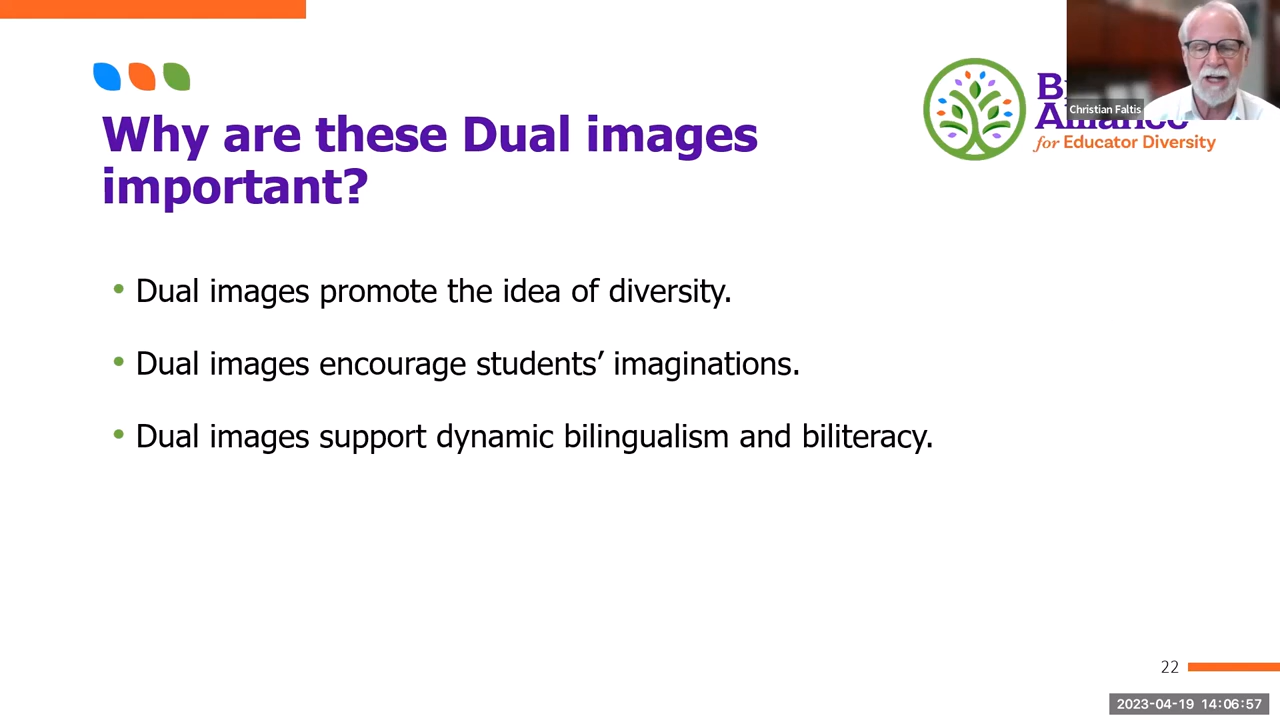 Why are these Dual images
important?
for Educator Diversity
Christian Faltis
• Dual images promote the idea of diversity.
• Dual images encourage students’ imaginations.
• Dual images support dynamic bilingualism and biliteracy.
22
2023-04-19 14:06:57